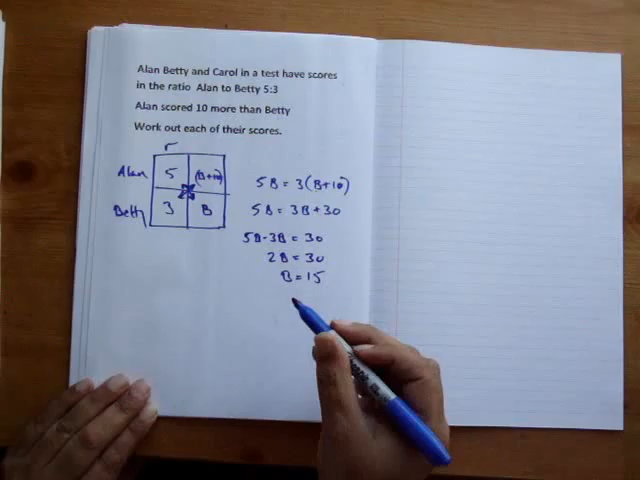 Alan Betty and Carol in a test have scores
in the ratio Alan to Betty 5:3
Alan scored 10 more than Betty
Work out each of their scores.
r
Alan 5 (B+10)
Betty 3 B
5B = 3(B+10)
5B = 3B+30
5B-3B = 30
2B = 30
B = 15